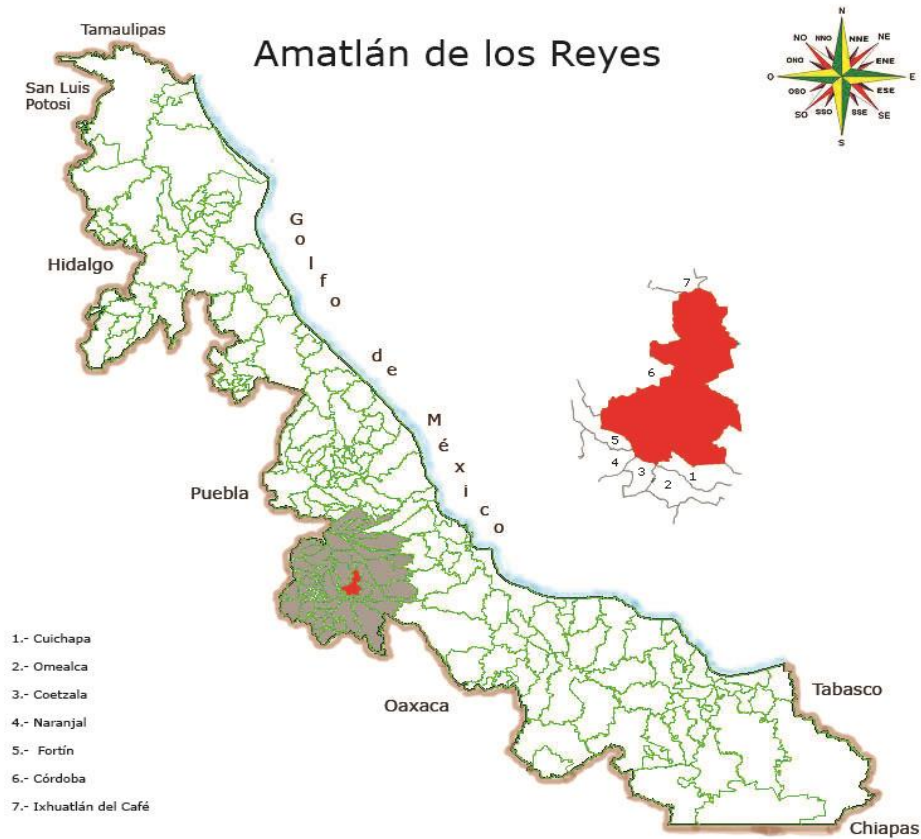 Tamaulipas
Amatlán de los Reyes
San Luis
Potosi
N
NNO
NNE
NO
NE
ONO
ENE
O
E
OSO
ESE
SO
SSO
SSE
SE
S
Golfo de México
Hidalgo
7
6
5
4
3
2
1
Puebla
1.- Cuichapa
2.- Omealca
3.- Coetzala
4.- Naranjal
5.- Fortín
6.- Córdoba
7.- Ixhuatlán del Café
Oaxaca
Tabasco
Chiapas